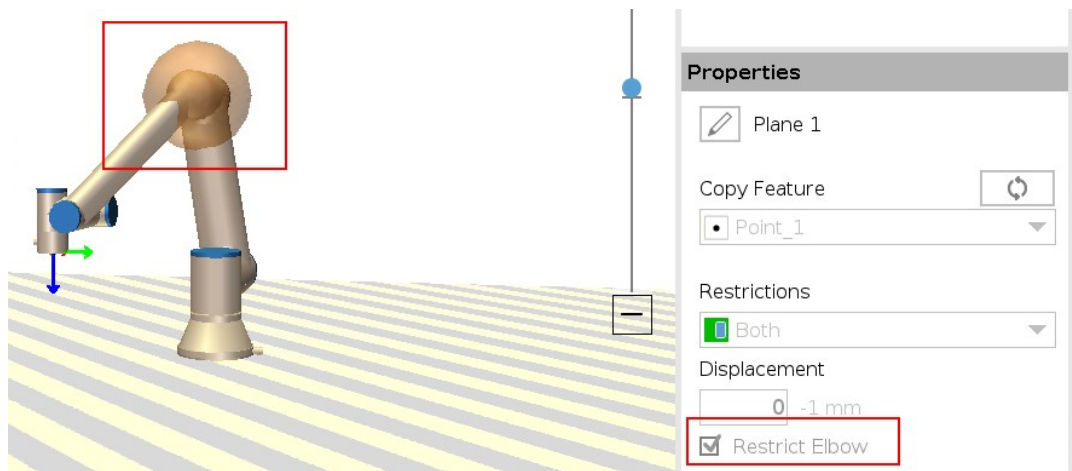 Properties
Plane 1
Copy Feature
Point_1
Restrictions
Both
Displacement
0 -1 mm
Restrict Elbow